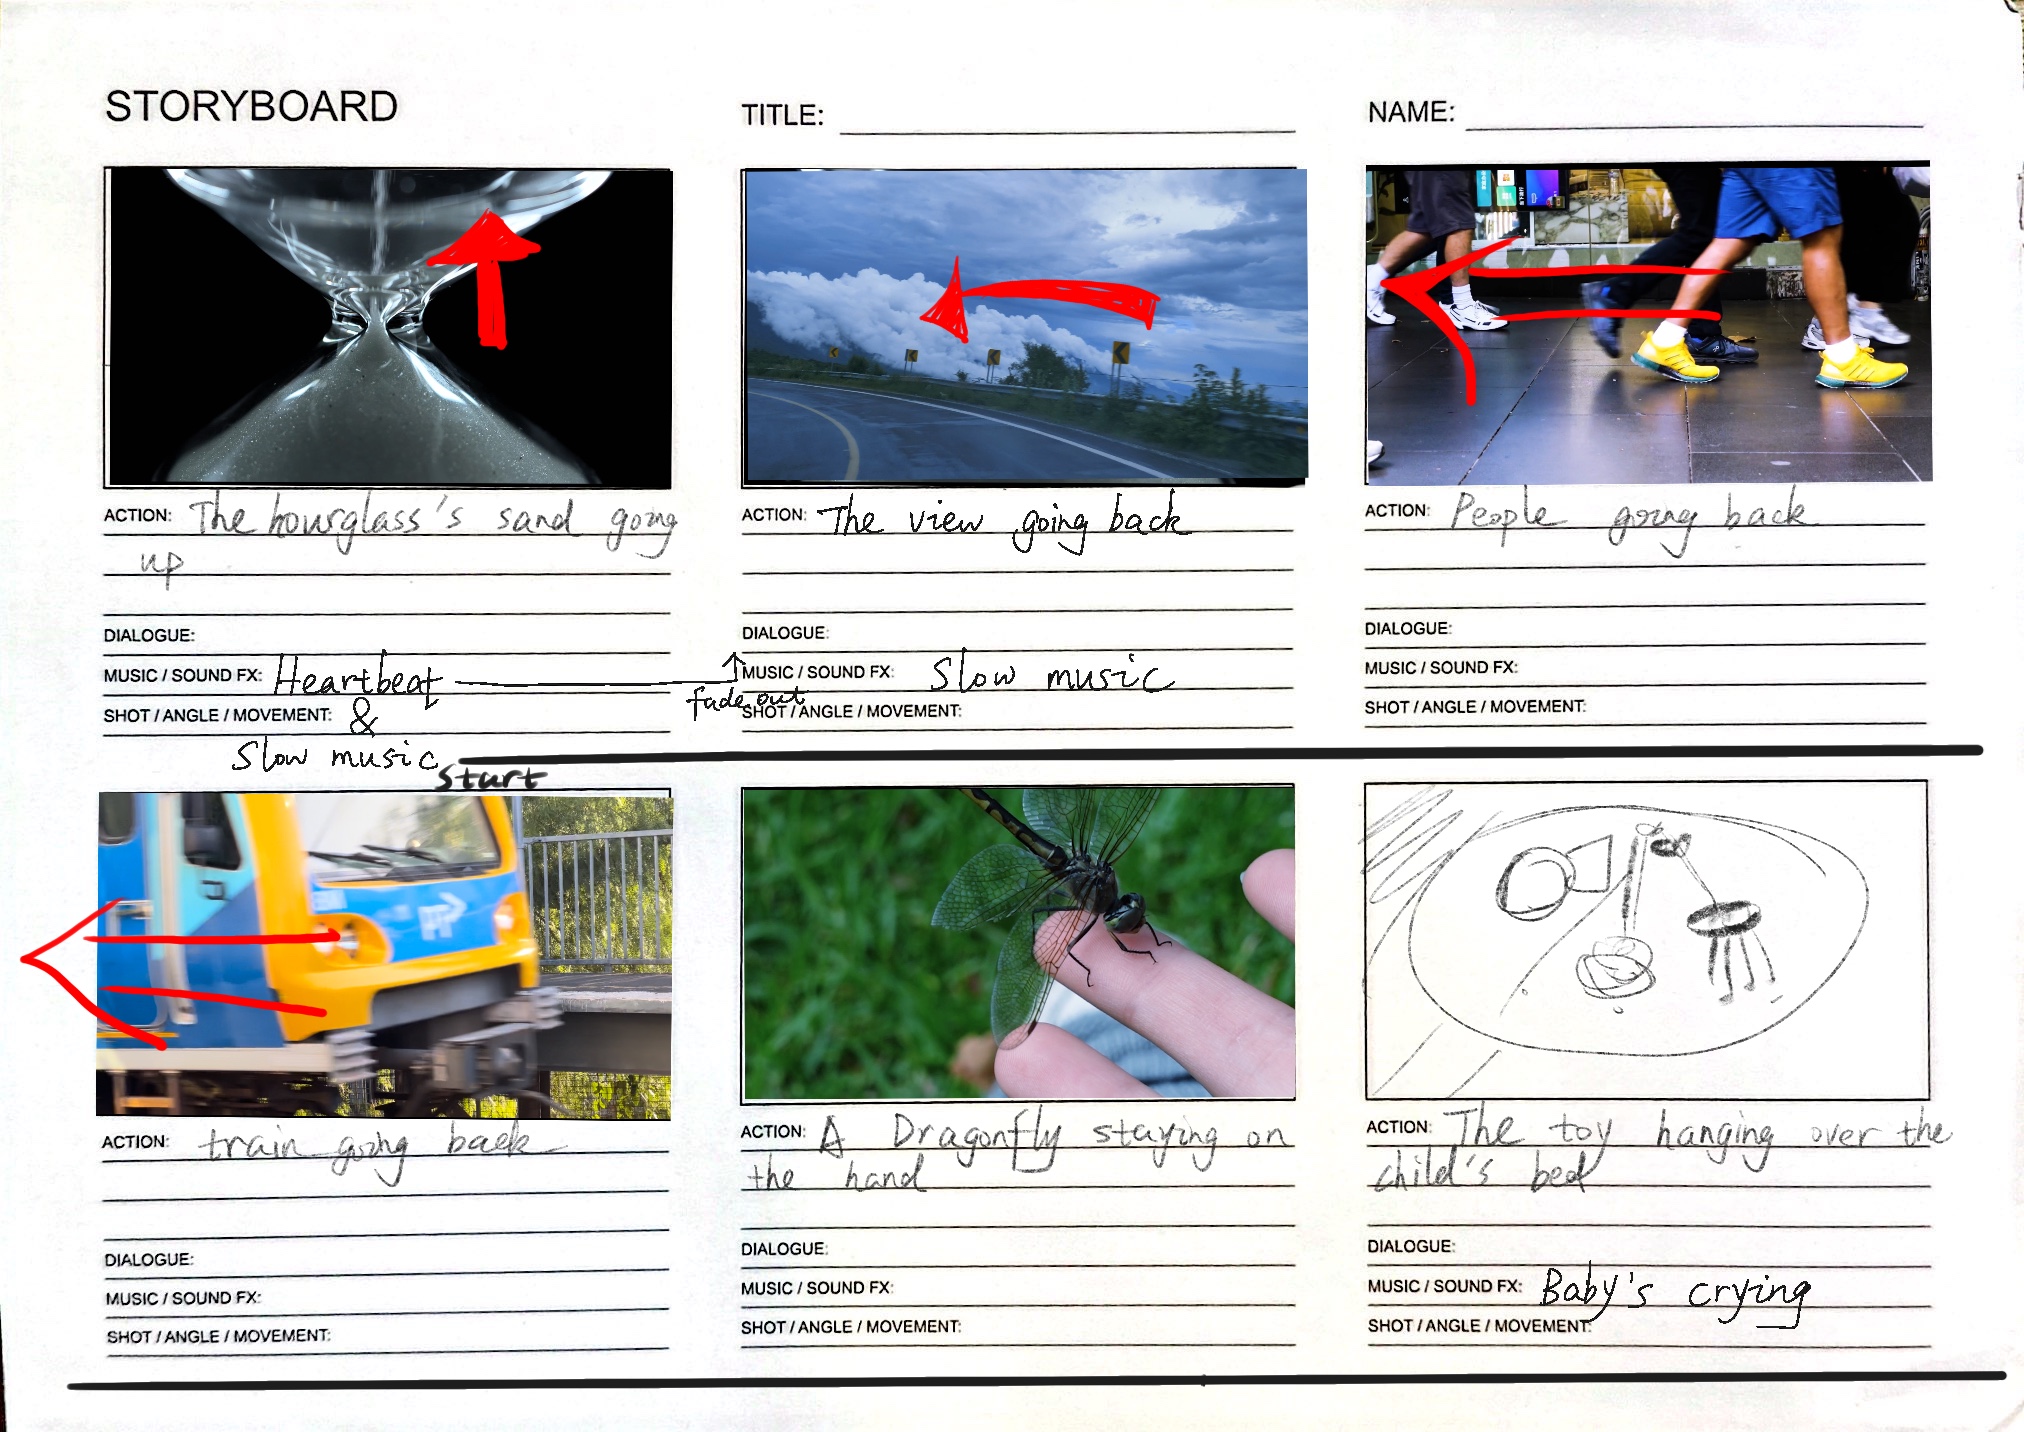 STORYBOARD
TITLE:
NAME:
ACTION: The hourglass's sand going
up
DIALOGUE:
MUSIC / SOUND FX: Heartbeat
SHOT / ANGLE / MOVEMENT: &
Slow music
start
ACTION: The view going back
DIALOGUE:
MUSIC / SOUND FX: Slow music
fade out
SHOT / ANGLE / MOVEMENT:
ACTION: People going back
DIALOGUE:
MUSIC / SOUND FX:
SHOT / ANGLE / MOVEMENT:
ACTION: train going back
DIALOGUE:
MUSIC / SOUND FX:
SHOT / ANGLE / MOVEMENT:
ACTION: A Dragonfly staying on
the hand
DIALOGUE:
MUSIC / SOUND FX:
SHOT / ANGLE / MOVEMENT:
ACTION: The toy hanging over the
child's bed
DIALOGUE:
MUSIC / SOUND FX: Baby's crying
SHOT / ANGLE / MOVEMENT: